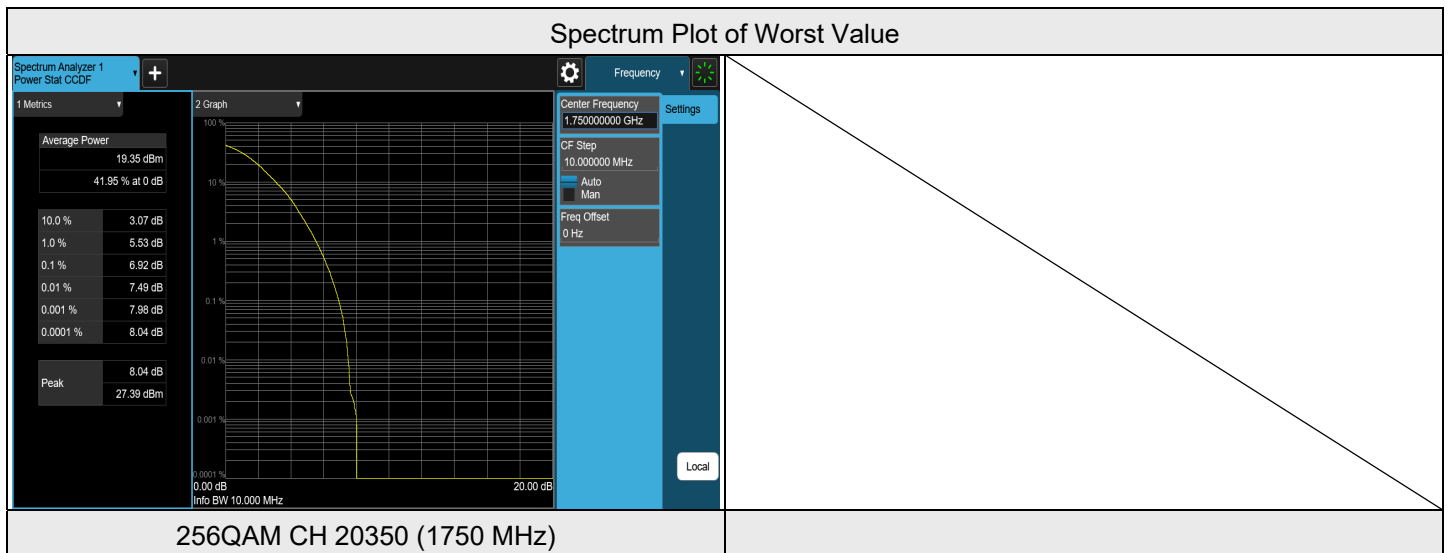 Spectrum Plot of Worst Value
Spectrum Analyzer 1
Power Stat CCDF
+
Frequency
1 Metrics
2 Graph
Average Power
19.35 dBm
41.95 % at 0 dB
10.0 % 3.07 dB
1.0 % 5.53 dB
0.1 % 6.92 dB
0.01 % 7.49 dB
0.001 % 7.98 dB
0.0001 % 8.04 dB
Peak
8.04 dB
27.39 dBm
100 %
10 %
1 %
0.1 %
0.01 %
0.001 %
0.0001 %
0.00 dB 20.00 dB
Info BW 10.000 MHz
Center Frequency
1.750000000 GHz
Settings
CF Step
10.000000 MHz
Auto
Man
Freq Offset
0 Hz
Local
256QAM CH 20350 (1750 MHz)